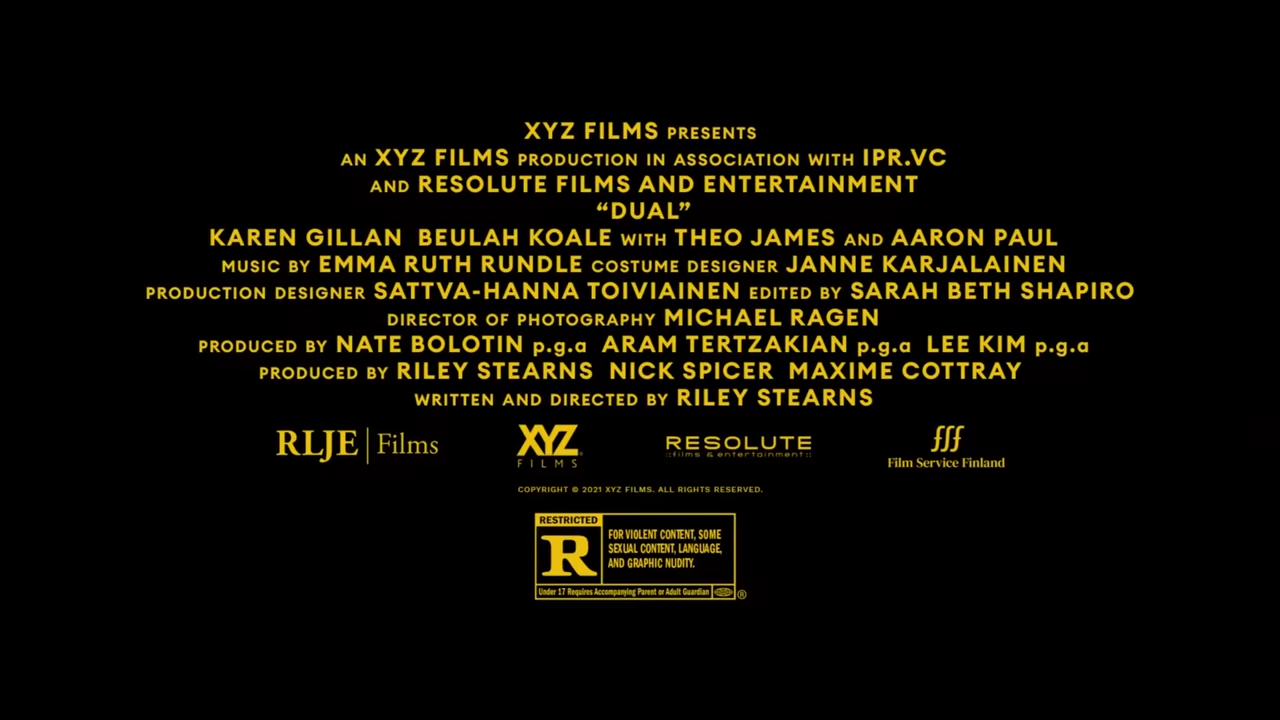 XYZ FILMS PRESENTS
AN XYZ FILMS PRODUCTION IN ASSOCIATION WITH IPR.VC
AND RESOLUTE FILMS AND ENTERTAINMENT
“DUAL”
KAREN GILLAN BEULAH KOALE WITH THEO JAMES AND AARON PAUL
MUSIC BY EMMA RUTH RUNDLE COSTUME DESIGNER JANNE KARJALAINEN
PRODUCTION DESIGNER SATTVA-HANNA TOIVIAINEN EDITED BY SARAH BETH SHAPIRO
DIRECTOR OF PHOTOGRAPHY MICHAEL RAGEN
PRODUCED BY NATE BOLOTIN p.g.a ARAM TERTZAKIAN p.g.a LEE KIM p.g.a
PRODUCED BY RILEY STEARNS NICK SPICER MAXIME COTTRAY
WRITTEN AND DIRECTED BY RILEY STEARNS
RLJE | Films
XYZ
FILMS
RESOLUTE
::films & entertainment::
fff
Film Service Finland
COPYRIGHT © 2021 XYZ FILMS. ALL RIGHTS RESERVED.
RESTRICTED
R
FOR VIOLENT CONTENT, SOME
SEXUAL CONTENT, LANGUAGE,
AND GRAPHIC NUDITY.
Under 17 Requires Accompanying Parent or Adult Guardian ®